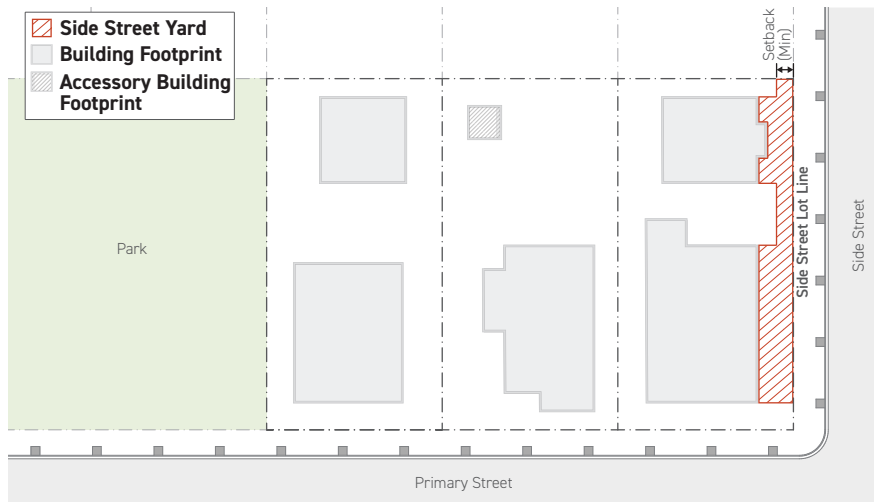 Side Street Yard
Building Footprint
Accessory Building
Footprint
Setback
(Min)
Side Street Lot Line
Side Street
Park
Primary Street